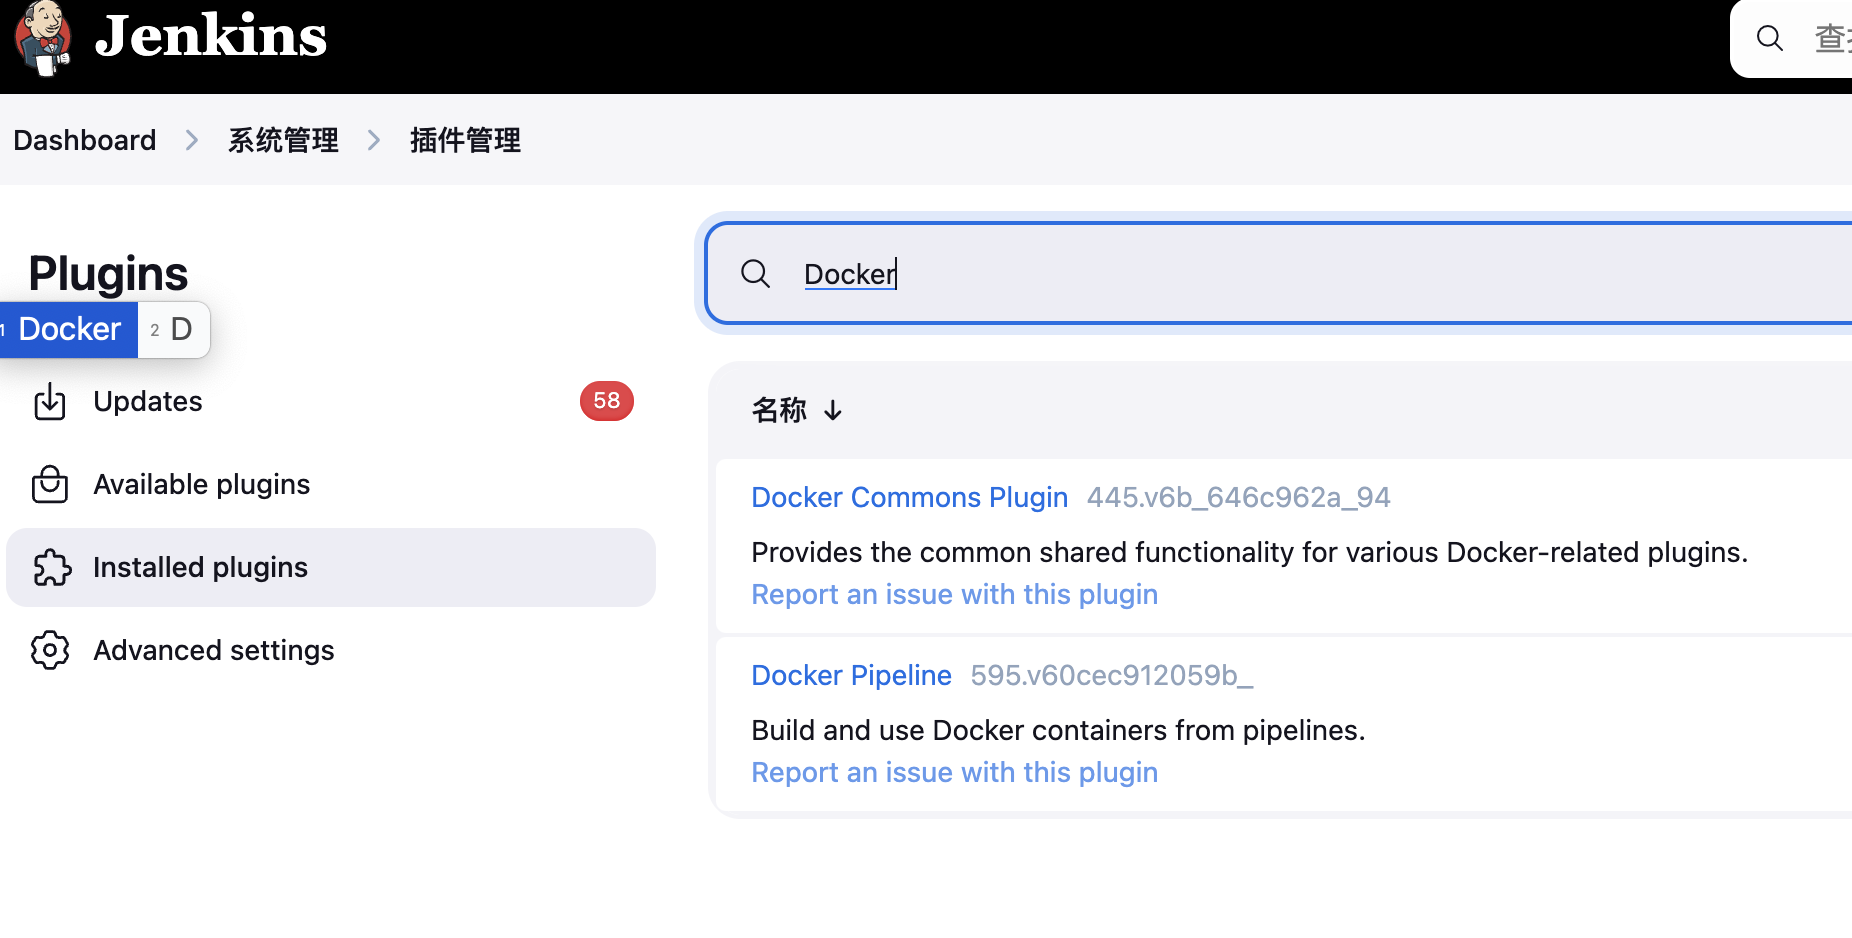 Jenkins
查
Dashboard 系统管理 插件管理
Plugins
Docker
1 Docker 2 D
Updates 58
Available plugins
Installed plugins
Advanced settings
名称 ↓
Docker Commons Plugin 445.v6b_646c962a_94
Provides the common shared functionality for various Docker-related plugins.
Report an issue with this plugin
Docker Pipeline 595.v60cec912059b_
Build and use Docker containers from pipelines.
Report an issue with this plugin